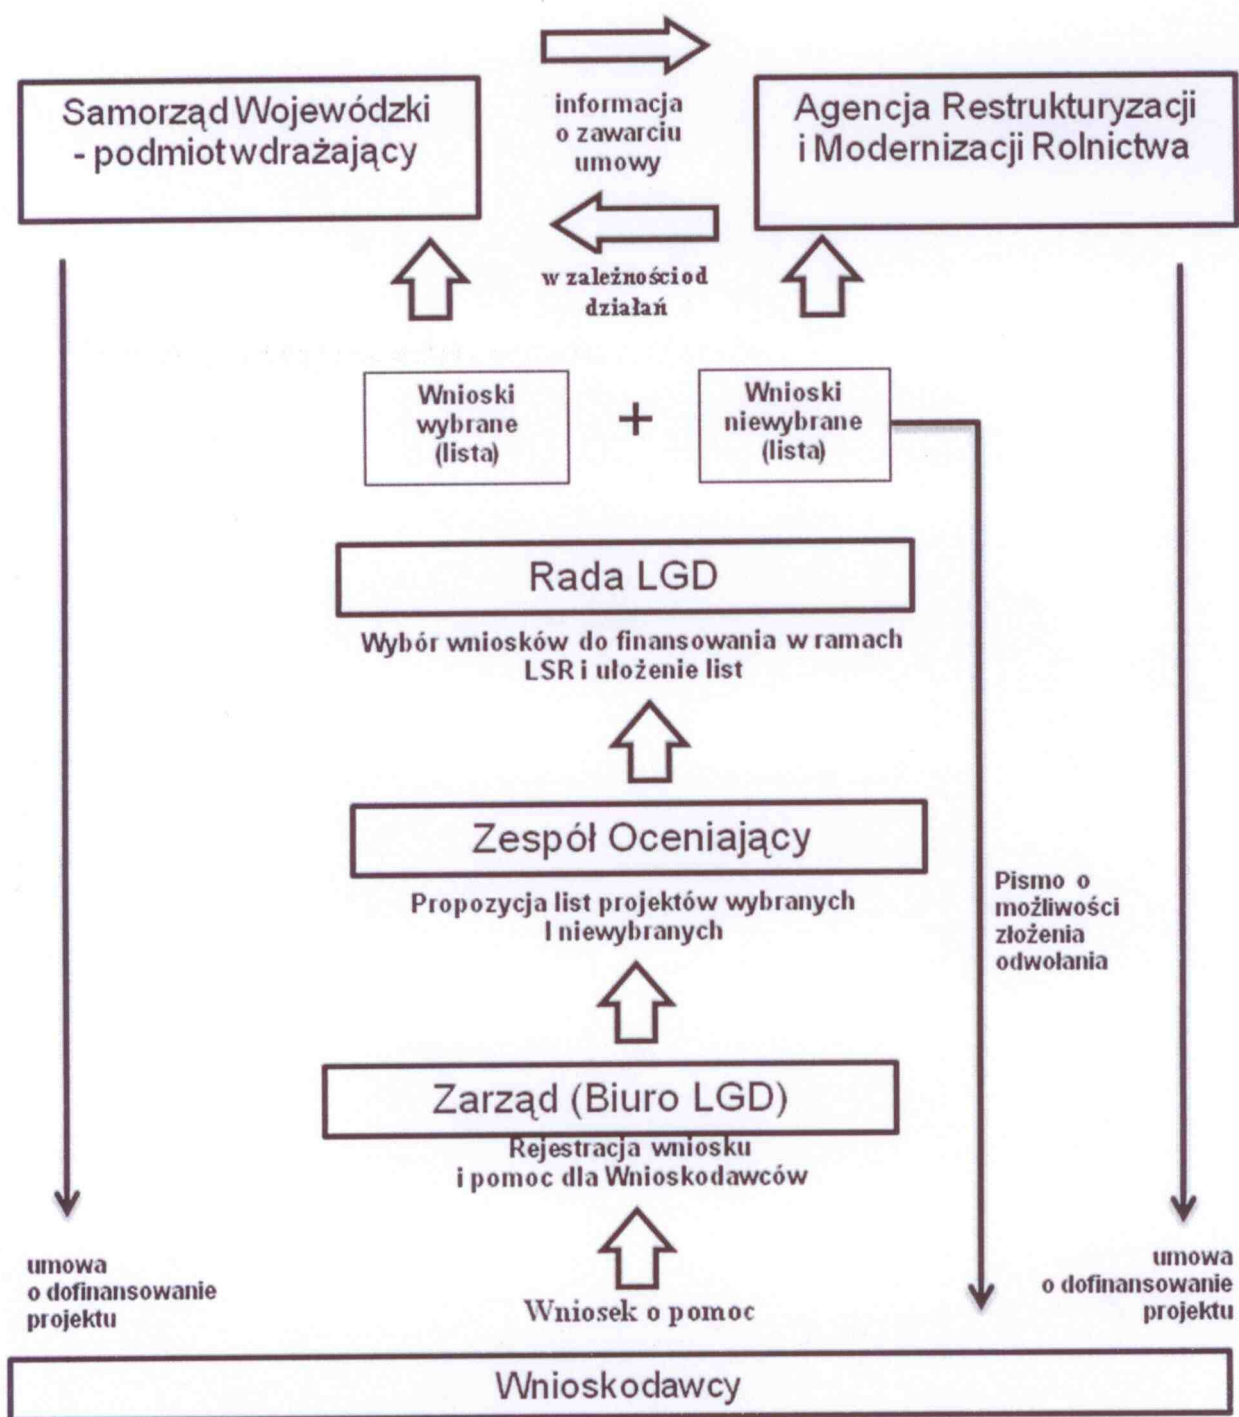 Samorząd Wojewódzki
- podmiot wdrażający
informacja
o zawarciu
umowy
Agencja Restrukturyzacji
i Modernizacji Rolnictwa
w zależności od
działań
Wnioski
wybrane
(lista)
+
Wnioski
niewybrane
(lista)
Rada LGD
Wybór wniosków do finansowania w ramach
LSR i ułożenie list
Zespół Oceniający
Propozycja list projektów wybranych
I niewybranych
Pismo o
możliwości
złożenia
odwołania
Zarząd (Biuro LGD)
Rejestracja wniosku
i pomoc dla Wnioskodawców
umowa
o dofinansowanie
projektu
Wniosek o pomoc
umowa
o dofinansowanie
projektu
Wnioskodawcy